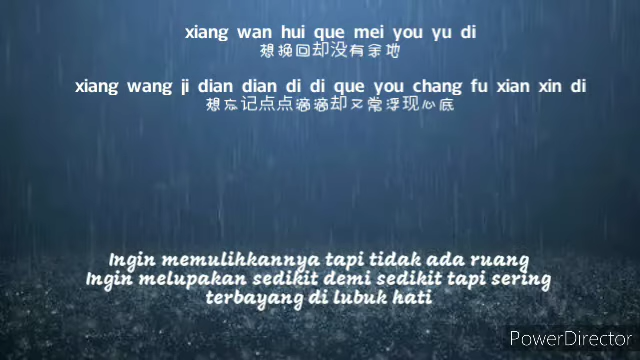 xiang wan hui que mei you yu di
想挽回却没有余地
xiang wang ji dian dian di di que you chang fu xian xin di
想忘记点点滴滴却又常浮现心底
Ingin memulihkannya tapi tidak ada ruang
Ingin melupakan sedikit demi sedikit tapi sering
terbayang di lubuk hati
PowerDirector